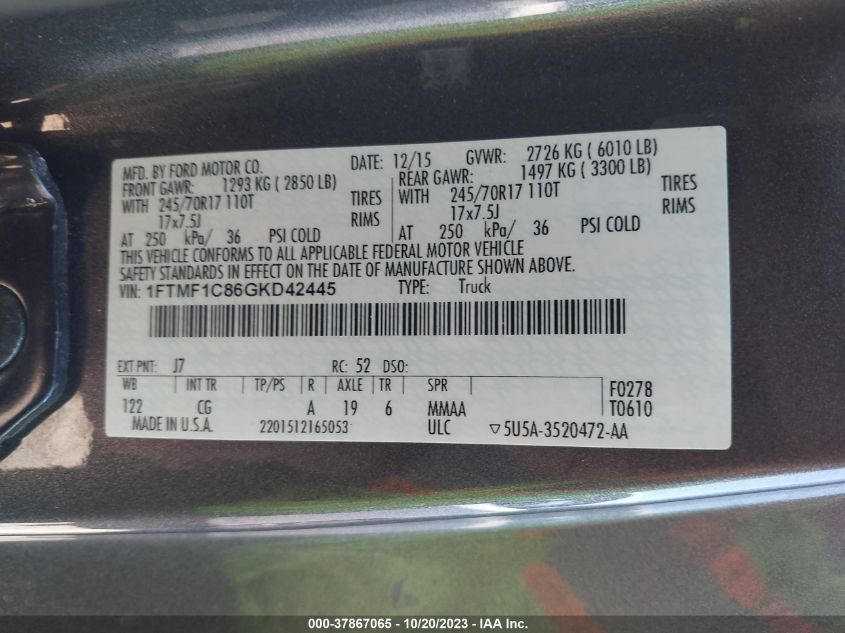 MFD. BY FORD MOTOR CO. DATE: 12/15 GVWR: 2726 KG ( 6010 LB)
FRONT GAWR: 1293 KG ( 2850 LB) REAR GAWR: 1497 KG ( 3300 LB)
WITH 245/70R17 110T TIRES WITH 245/70R17 110T TIRES
17x7.5J RIMS 17x7.5J RIMS
AT 250 kPa/ 36 PSI COLD AT 250 kPa/ 36 PSI COLD
THIS VEHICLE CONFORMS TO ALL APPLICABLE FEDERAL MOTOR VEHICLE
SAFETY STANDARDS IN EFFECT ON THE DATE OF MANUFACTURE SHOWN ABOVE.
VIN: 1FTMF1C86GKD42445 TYPE: Truck
EXT PNT: J7 RC: 52 DSO:
WB INT TR TP/PS R AXLE TR SPR F0278
122 CG A 19 6 MMAA T0610
MADE IN U.S.A. 2201512165053 ULC ▽5U5A-3520472-AA
000-37867065 - 10/20/2023 - IAA Inc.